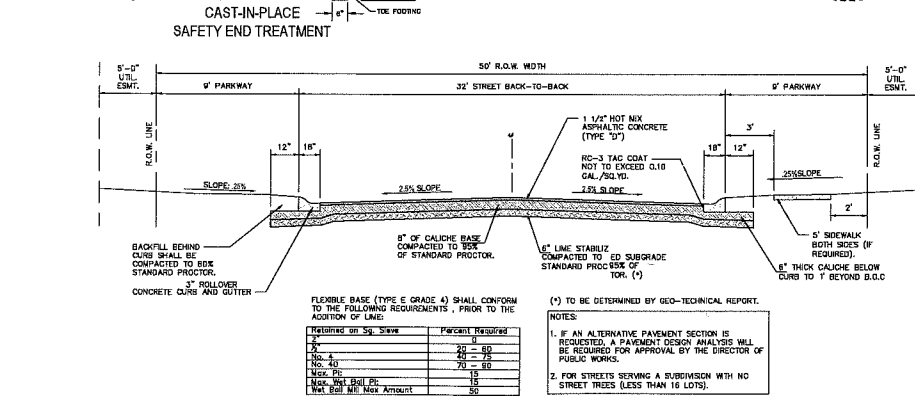 CAST-IN-PLACE
6"
TOE FOOTING
SAFETY END TREATMENT
5'-0"
UTIL.
ESMT.
50' R.O.W. WIDTH
5'-0"
UTIL.
ESMT.
9' PARKWAY
32' STREET BACK-TO-BACK
9' PARKWAY
R.O.W. LINE
12"
18"
1 1/2" HOT MIX
ASPHALTIC CONCRETE
(TYPE "D")
RC-3 TAC COAT
NOT TO EXCEED 0.10
GAL./SQ.YD.
18"
12"
3'
R.O.W. LINE
SLOPE: .25%
2.5% SLOPE
2.5% SLOPE
.25% SLOPE
2'
BACKFILL BEHIND
CURB SHALL BE
COMPACTED TO 80%
STANDARD PROCTOR.
3" ROLLOVER
CONCRETE CURB AND GUTTER
8" OF CALICHE BASE
COMPACTED TO 95%
OF STANDARD PROCTOR.
6" LIME STABILIZ
COMPACTED TO ED SUBGRADE
STANDARD PROC 95% OF
TOR. (*)
5' SIDEWALK
BOTH SIDES (IF
REQUIRED).
6" THICK CALICHE BELOW
CURB TO 1' BEYOND B.O.C
FLEXIBLE BASE (TYPE E GRADE 4) SHALL CONFORM
TO THE FOLLOWING REQUIREMENTS , PRIOR TO THE
ADDITION OF LIME:
Retained on Sq. Sieve Percent Required
2" 0
½" 20 - 60
No. 4 40 - 75
No. 40 70 - 90
Max. PI: 15
Max. Wet Ball PI: 15
Wet Ball Mill Max Amount 50
(*) TO BE DETERMINED BY GEO-TECHNICAL REPORT.
NOTES:
1. IF AN ALTERNATIVE PAVEMENT SECTION IS
REQUESTED, A PAVEMENT DESIGN ANALYSIS WILL
BE REQUIRED FOR APPROVAL BY THE DIRECTOR OF
PUBLIC WORKS.
2. FOR STREETS SERVING A SUBDIVISION WITH NO
STREET TREES (LESS THAN 16 LOTS).